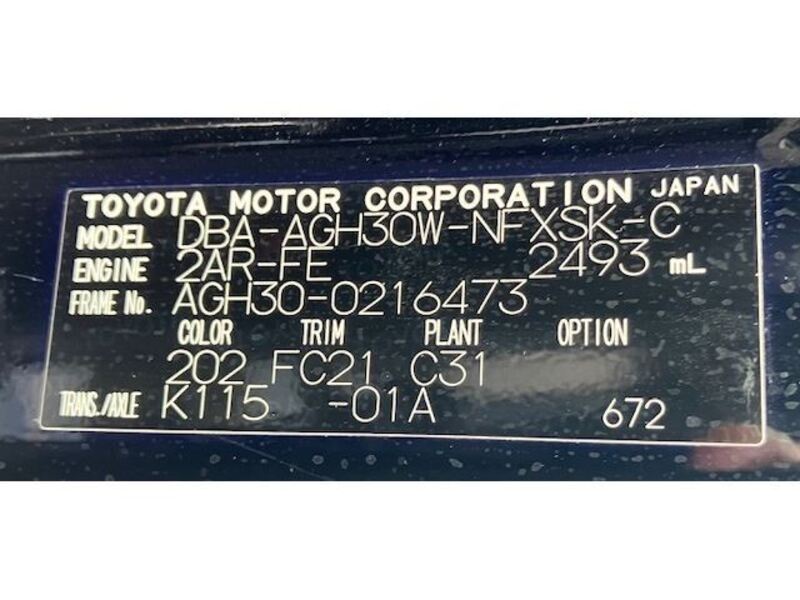 TOYOTA MOTOR CORPORATION JAPAN
MODEL DBA-AGH30W-NFXSK-C
ENGINE 2AR-FE 2493 mL
FRAME No. AGH30-0216473
COLOR TRIM PLANT OPTION
202 FC21 C31
TRANS./AXLE K115 -01A 672